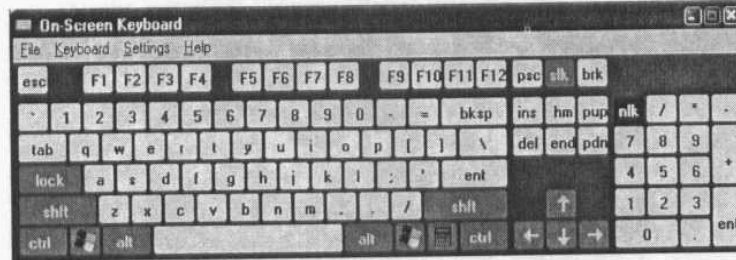 On-Screen Keyboard
File Keyboard Settings Help
esc F1 F2 F3 F4 F5 F6 F7 F8 F9 F10 F11 F12 psc slk brk
` 1 2 3 4 5 6 7 8 9 0 - = bksp ins hm pup nlk / * -
tab q w e r t y u i o p [ ] \ del end pdn 7 8 9 +
lock a s d f g h j k l ; ' ent 4 5 6
shft z x c v b n m , . / shft ↑ 1 2 3 ent
ctrl alt alt ctrl ← ↓ → 0 .